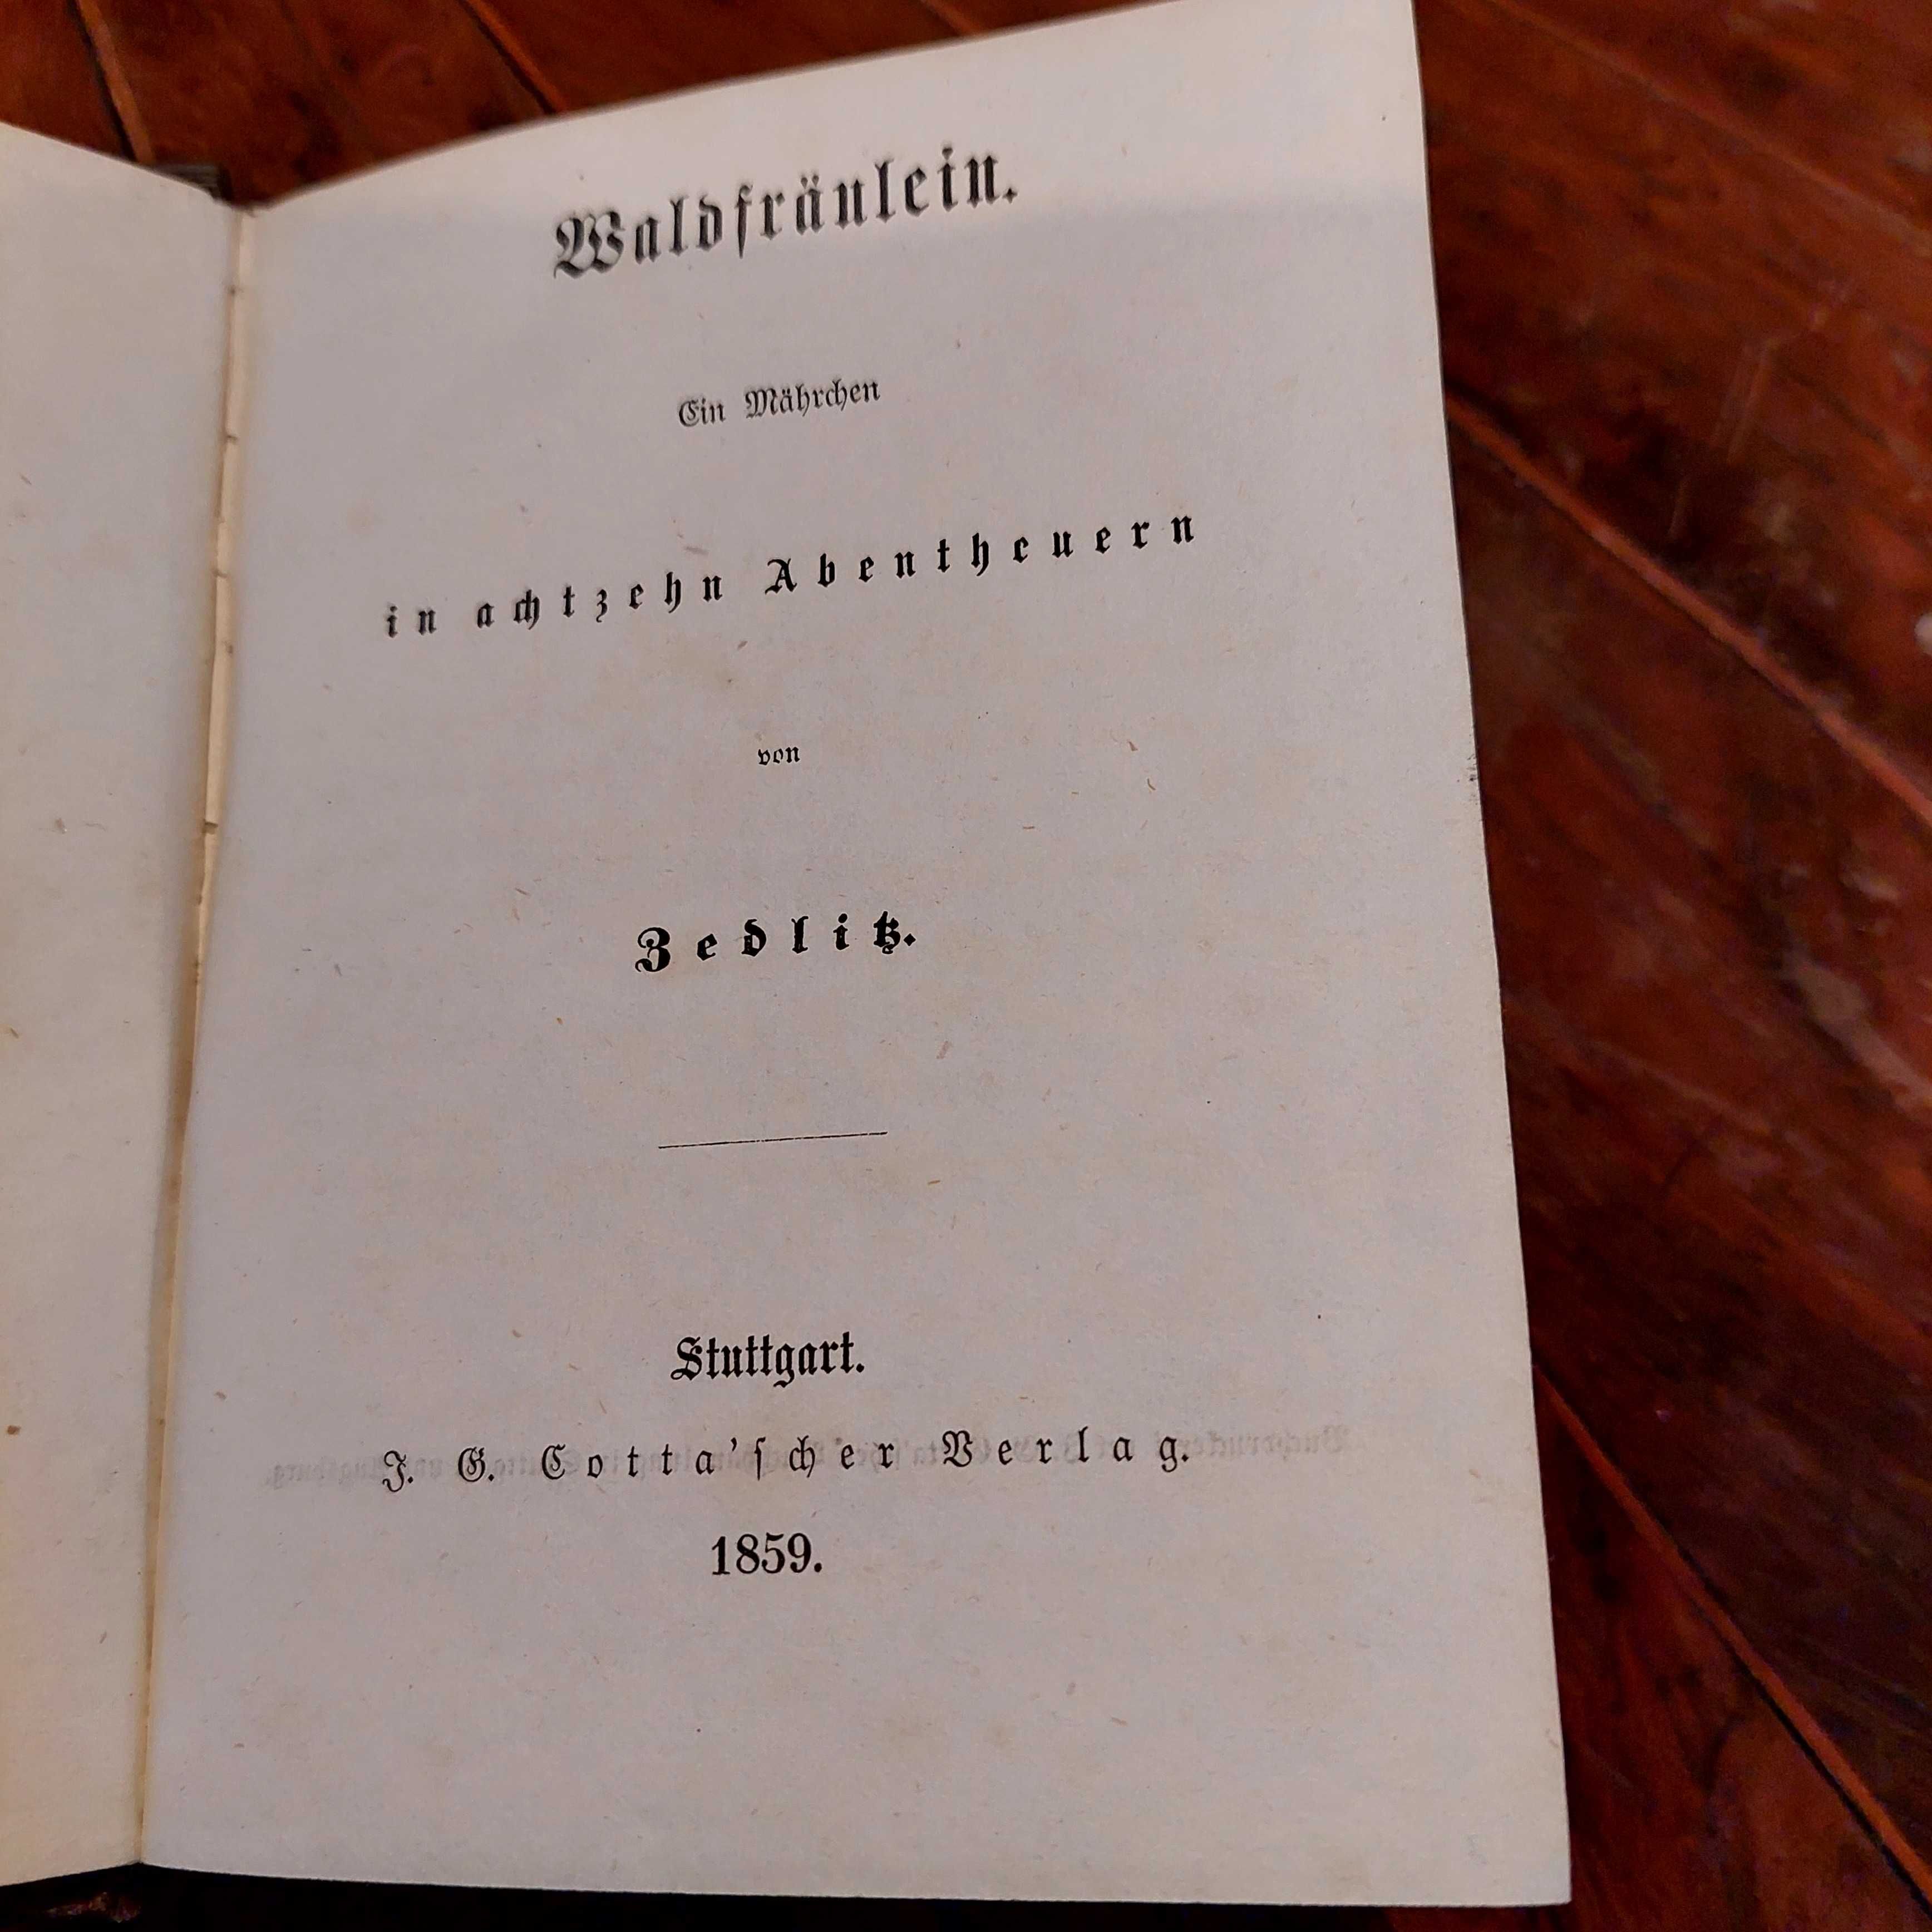 Waldfräulein.
Ein Mährchen
in achtzehn Abentheuern
von
Zedlitz.
Stuttgart.
J. G. Cotta'ſcher Verlag.
1859.